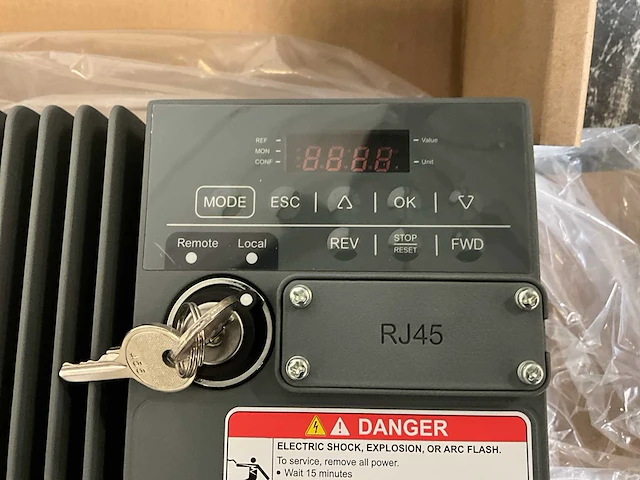 REF
MON
CONF
Value
Unit
8888
MODE ESC OK
Remote Local
REV STOP RESET FWD
RJ45
DANGER
ELECTRIC SHOCK, EXPLOSION, OR ARC FLASH.
To service, remove all power.
• Wait 15 minutes